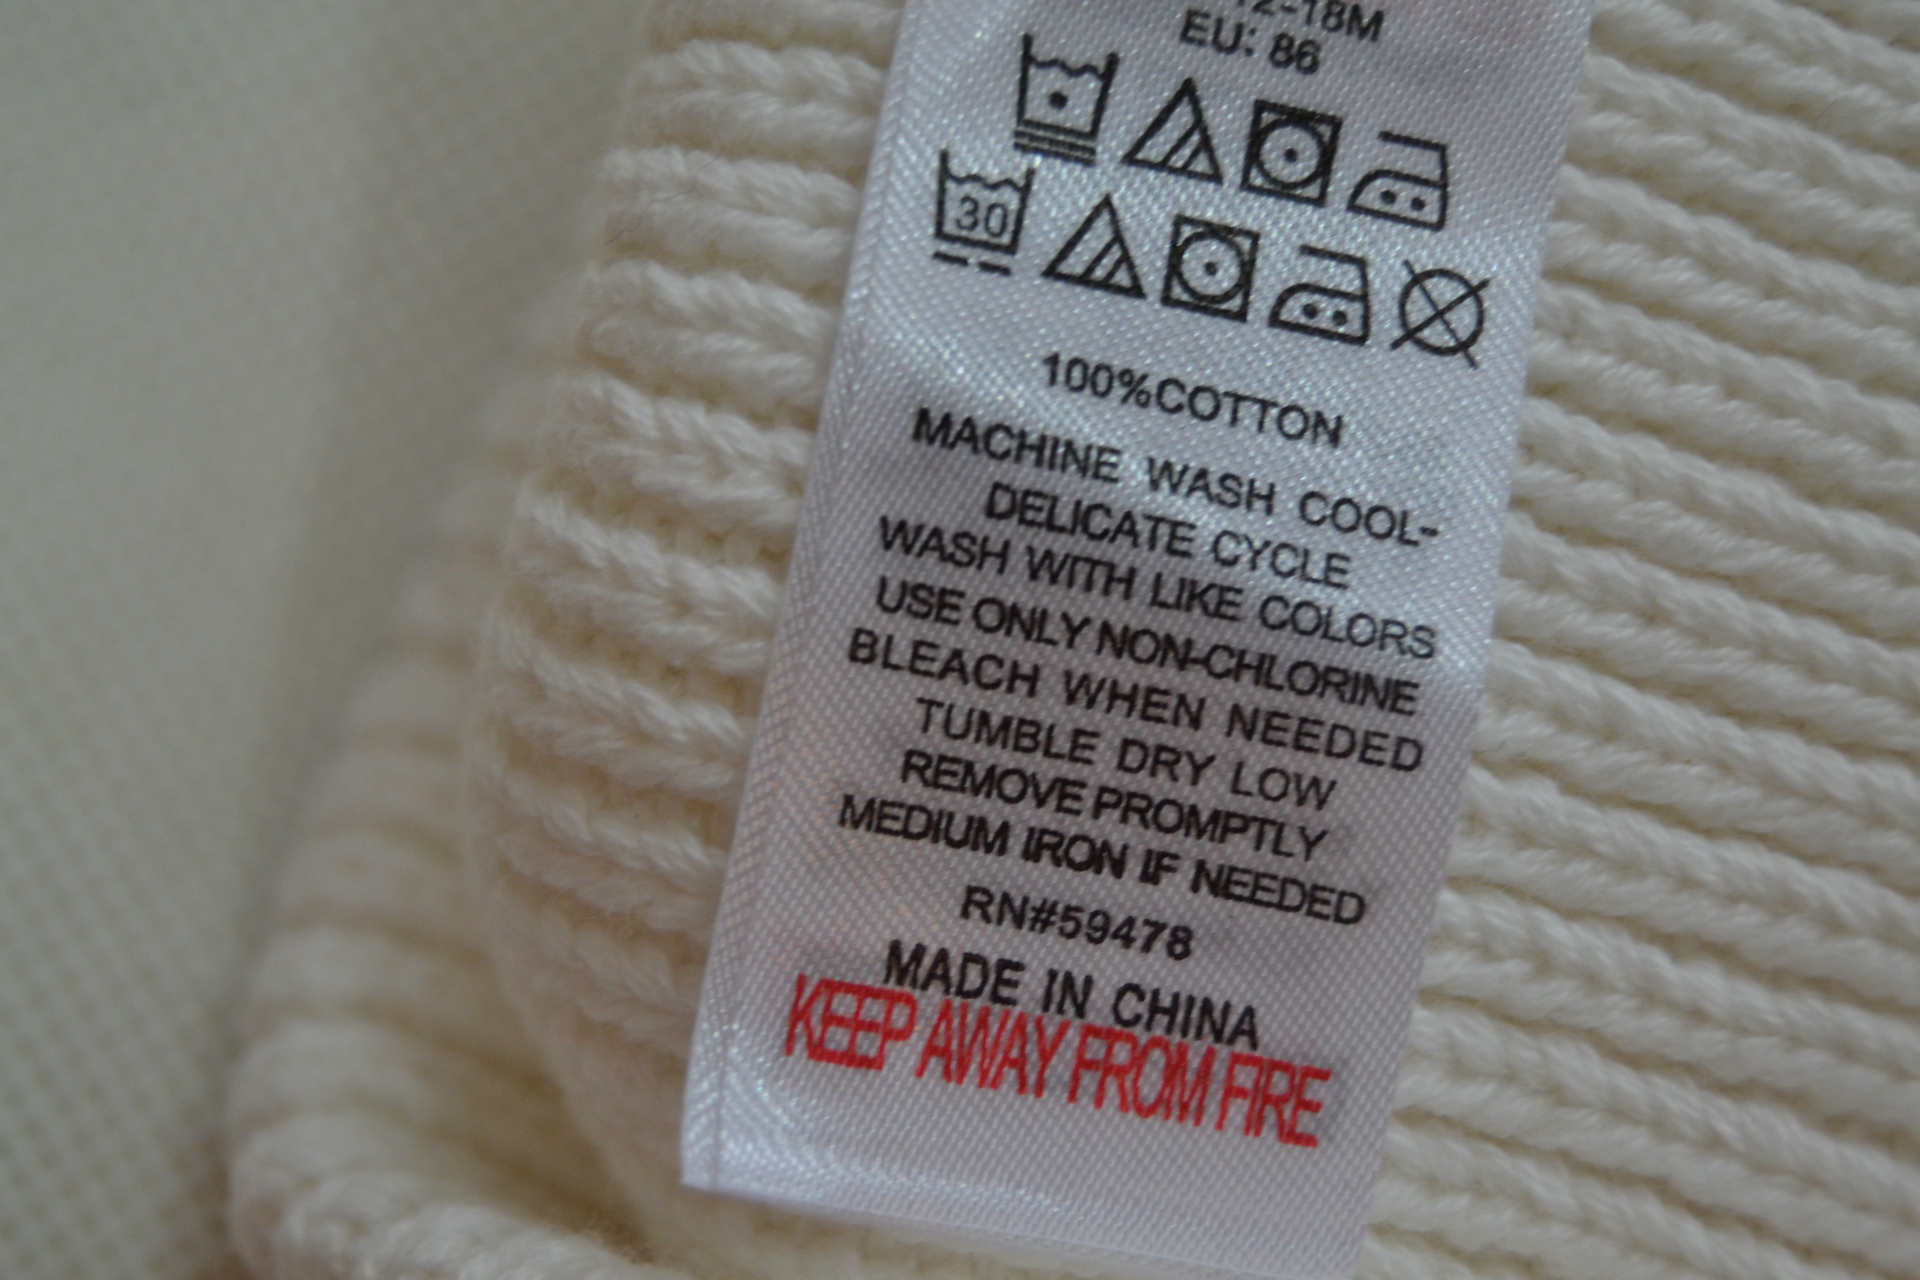 12-18M
EU: 86
30
100%COTTON
MACHINE WASH COOL-
DELICATE CYCLE
WASH WITH LIKE COLORS
USE ONLY NON-CHLORINE
BLEACH WHEN NEEDED
TUMBLE DRY LOW
REMOVE PROMPTLY
MEDIUM IRON IF NEEDED
RN#59478
MADE IN CHINA
KEEP AWAY FROM FIRE